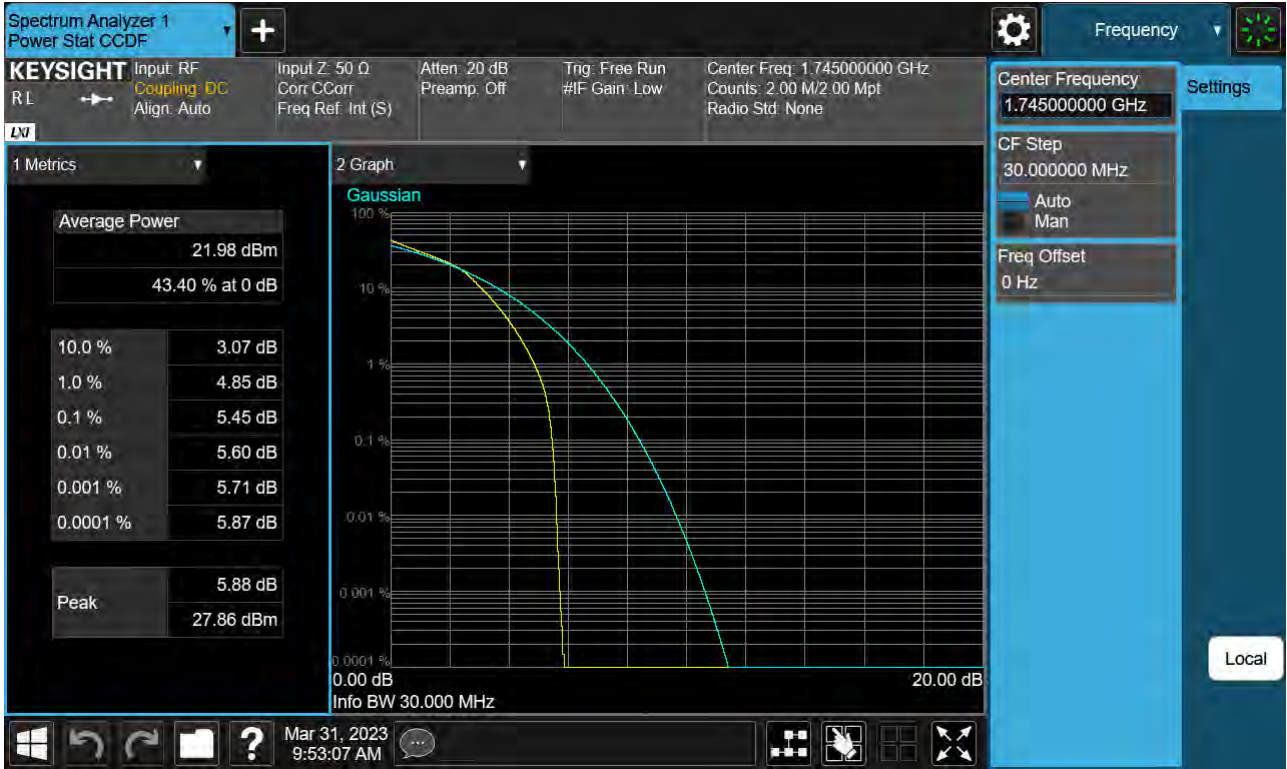 Spectrum Analyzer 1
Power Stat CCDF
Frequency
KEYSIGHT
R L
LXI
Input: RF
Coupling: DC
Align: Auto
Input Z: 50 Ω
Corr CCorr
Freq Ref: Int (S)
Atten: 20 dB
Preamp: Off
Trig: Free Run
#IF Gain: Low
Center Freq: 1.745000000 GHz
Counts: 2.00 M/2.00 Mpt
Radio Std: None
Center Frequency
1.745000000 GHz
Settings
CF Step
30.000000 MHz
Auto
Man
Freq Offset
0 Hz
Local
1 Metrics
Average Power
21.98 dBm
43.40 % at 0 dB
10.0 % 3.07 dB
1.0 % 4.85 dB
0.1 % 5.45 dB
0.01 % 5.60 dB
0.001 % 5.71 dB
0.0001 % 5.87 dB
Peak
5.88 dB
27.86 dBm
2 Graph
Gaussian
100 %
10 %
1 %
0.1 %
0.01 %
0.001 %
0.0001 %
0.00 dB 20.00 dB
Info BW 30.000 MHz
?
Mar 31, 2023
9:53:07 AM